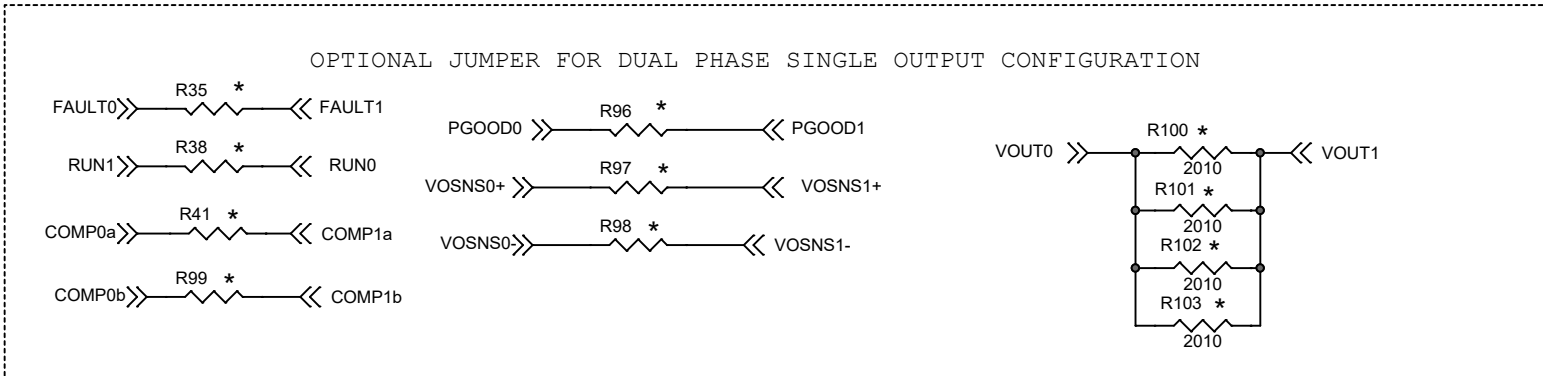 OPTIONAL JUMPER FOR DUAL PHASE SINGLE OUTPUT CONFIGURATION
R35 *
FAULT0 FAULT1
R38 *
RUN1 RUN0
R41 *
COMP0a COMP1a
R99 *
COMP0b COMP1b
R96 *
PGOOD0 PGOOD1
R97 *
VOSNS0+ VOSNS1+
R98 *
VOSNS0- VOSNS1-
R100 *
VOUT0 VOUT1
2010
R101 *
2010
R102 *
2010
R103 *
2010